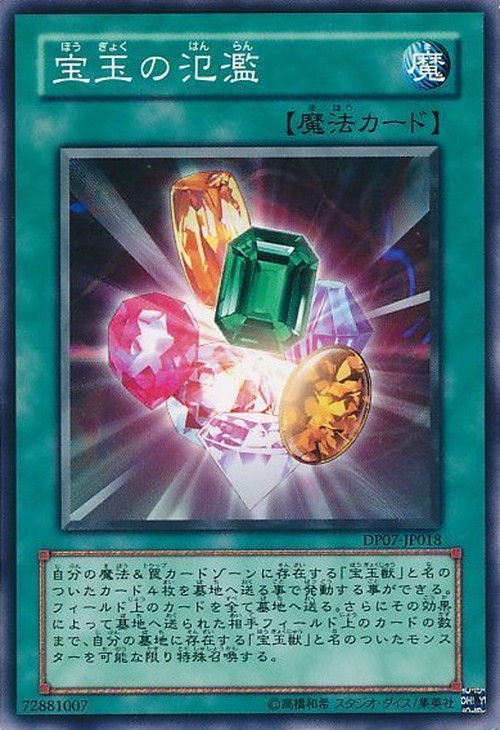 宝玉の氾濫
魔
【魔法カード】
DP07-JP018
自分の魔法&罠カードゾーンに存在する「宝玉獣」と名の
ついたカード4枚を墓地へ送る事で発動する事ができる。
フィールド上のカードを全て墓地へ送る。さらにその効果
によって墓地へ送られた相手フィールド上のカードの数
まで、自分の墓地に存在する「宝玉獣」と名のついたモンス
ターを可能な限り特殊召喚する。
72881007
©高橋和希 スタジオ・ダイス/集英社